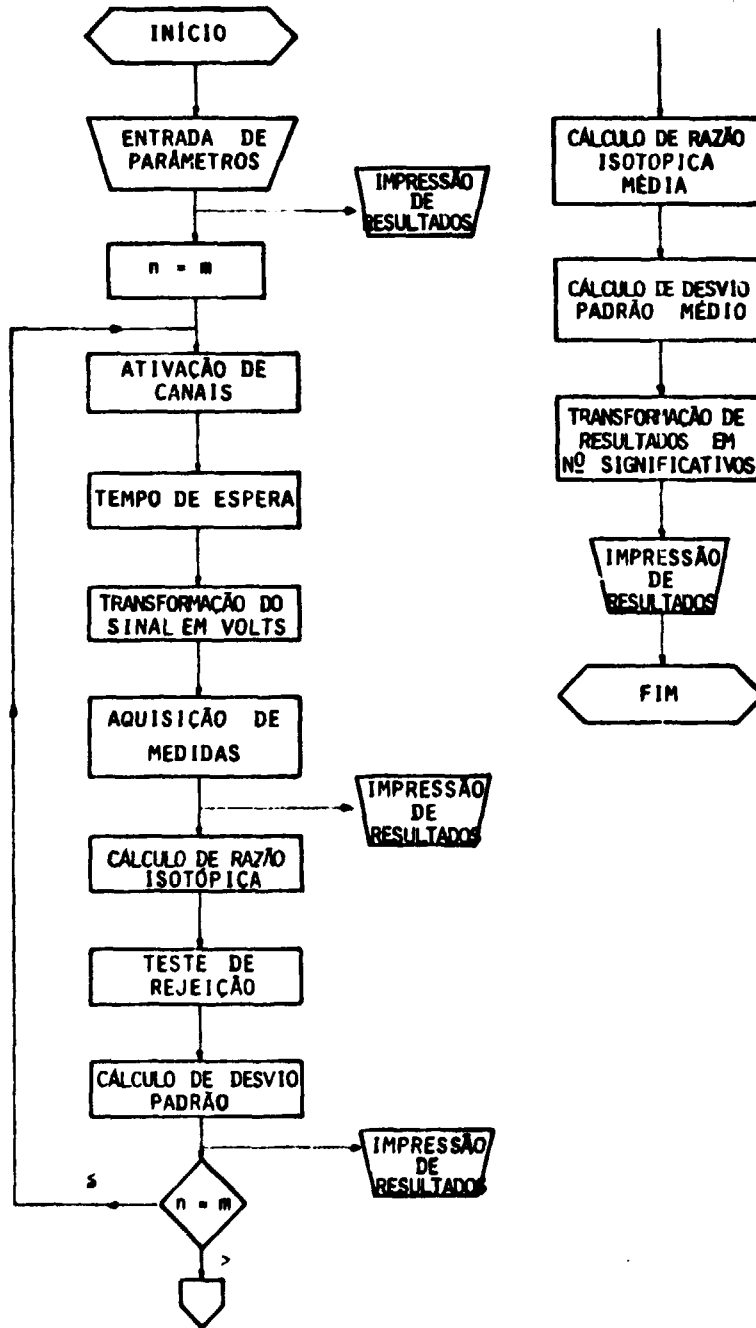 INÍCIO
ENTRADA DE
PARÂMETROS
IMPRESSÃO
DE
RESULTADOS
n = m
ATIVAÇÃO DE
CANAIS
TEMPO DE ESPERA
TRANSFORMAÇÃO DO
SINAL EM VOLTS
AQUISIÇÃO DE
MEDIDAS
IMPRESSÃO
DE
RESULTADOS
CÁLCULO DE RAZÃO
ISOTÓPIÇA
TESTE DE
REJEIÇÃO
CÁLCULO DE DESVIO
PADRÃO
IMPRESSÃO
DE
RESULTADOS
≤
n = m
>
CÁLCULO DE RAZÃO
ISOTOPICA
MÉDIA
CÁLCULO DE DESVIO
PADRÃO MÉDIO
TRANSFORMAÇÃO DE
RESULTADOS EM
Nº SIGNIFICATIVOS
IMPRESSÃO
DE
RESULTADOS
FIM